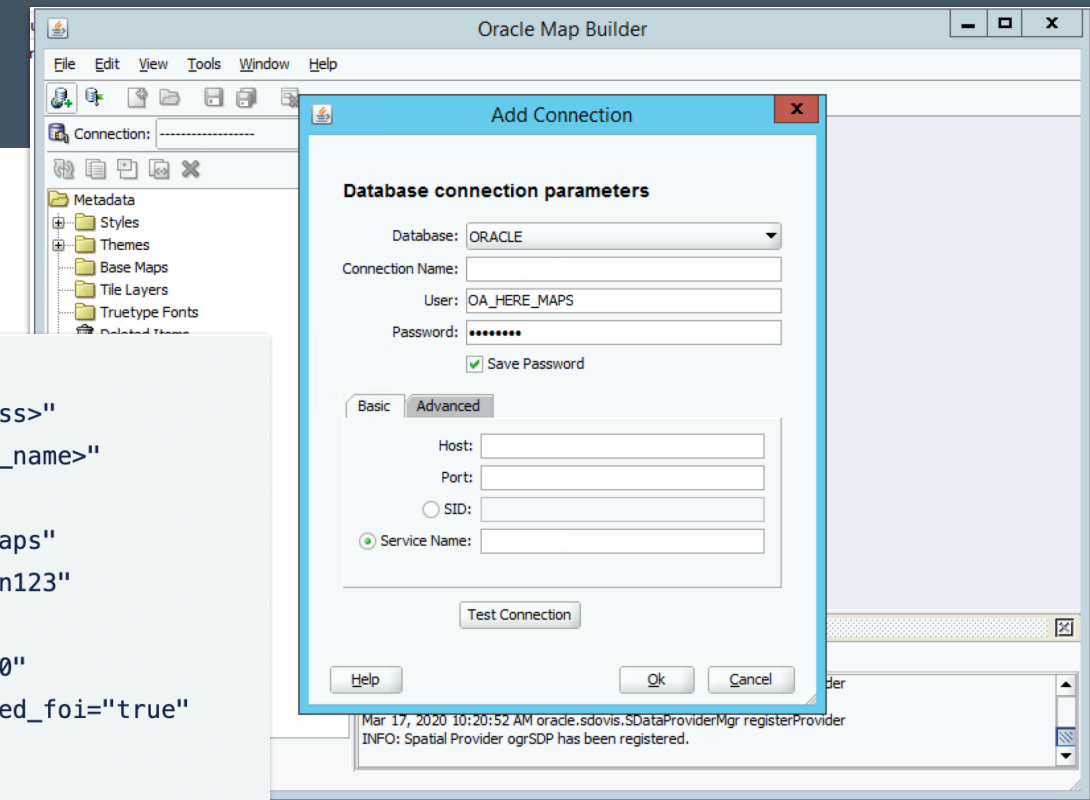 Oracle Map Builder
File Edit View Tools Window Help
Connection: ------------------
Metadata
Styles
Themes
Base Maps
Tile Layers
Truetype Fonts
Deleted Items
Add Connection
Database connection parameters
Database: ORACLE
Connection Name:
User: OA_HERE_MAPS
Password: ••••••••
Save Password
Basic Advanced
Host:
Port:
SID:
Service Name:
Test Connection
Help Ok Cancel
ss>"
_name>"
aps"
n123"
0"
ed_foi="true"
der
Mar 17, 2020 10:20:52 AM oracle.sdovis.SDataProviderMgr registerProvider
INFO: Spatial Provider ogrSDP has been registered.